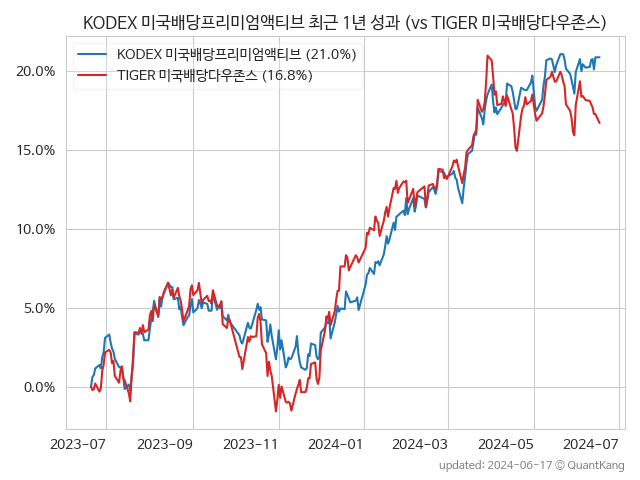 KODEX 미국배당프리미엄액티브 최근 1년 성과 (vs TIGER 미국배당다우존스)
KODEX 미국배당프리미엄액티브 (21.0%)
TIGER 미국배당다우존스 (16.8%)
20.0%
15.0%
10.0%
5.0%
0.0%
2023-07 2023-09 2023-11 2024-01 2024-03 2024-05 2024-07
updated: 2024-06-17 © QuantKang